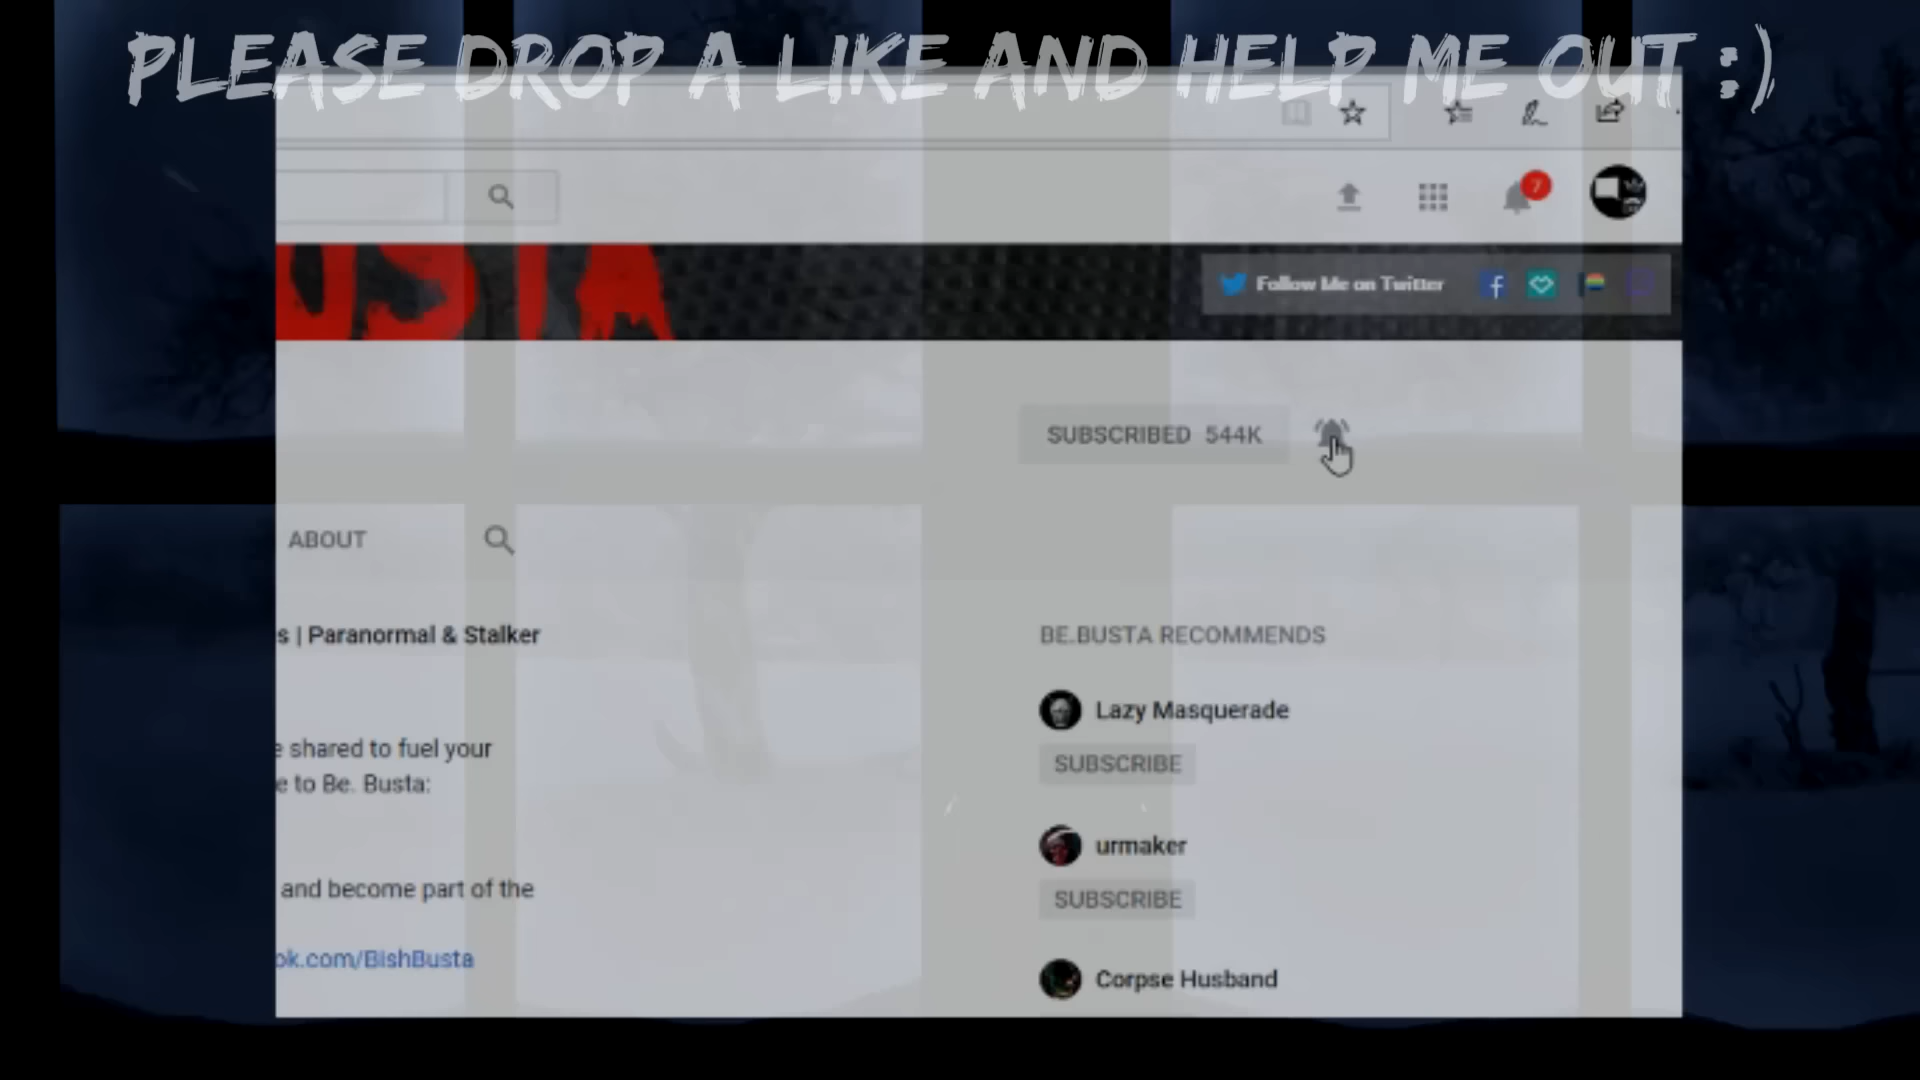 PLEASE DROP A LIKE AND HELP ME OUT :)
7
USTA
Follow Me on Twitter
SUBSCRIBED 544K
ABOUT
s | Paranormal & Stalker
BE.BUSTA RECOMMENDS
Lazy Masquerade
e shared to fuel your
SUBSCRIBE
e to Be. Busta:
urmaker
and become part of the
SUBSCRIBE
ok.com/BishBusta
Corpse Husband